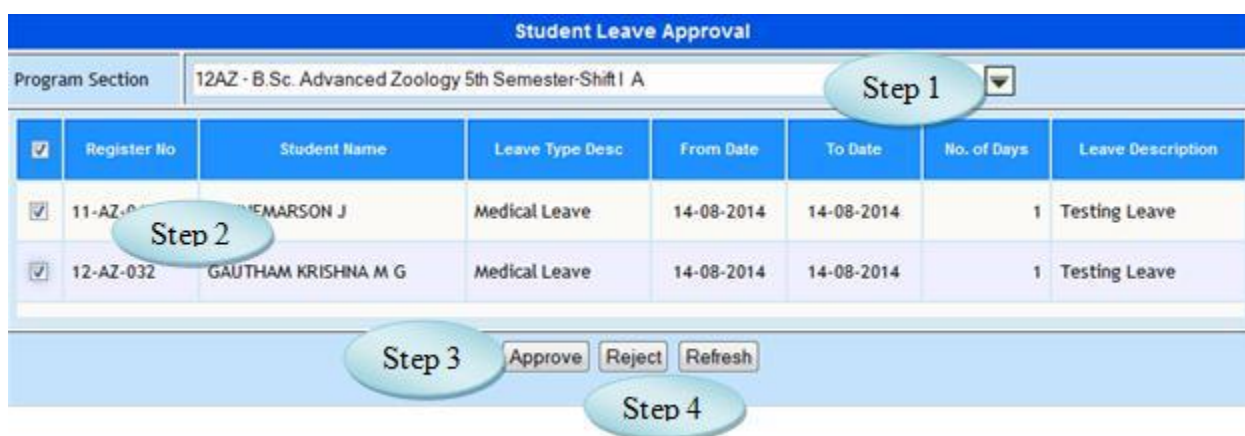 Student Leave Approval
Program Section 12AZ - B.Sc. Advanced Zoology 5th Semester-Shift I A Step 1
Register No Student Name Leave Type Desc From Date To Date No. of Days Leave Description
MARSON J Medical Leave 14-08-2014 14-08-2014 1 Testing Leave
Step 2
12-AZ-032 GAUTHAM KRISHNA M G Medical Leave 14-08-2014 14-08-2014 1 Testing Leave
Step 3 Approve Reject Refresh
Step 4